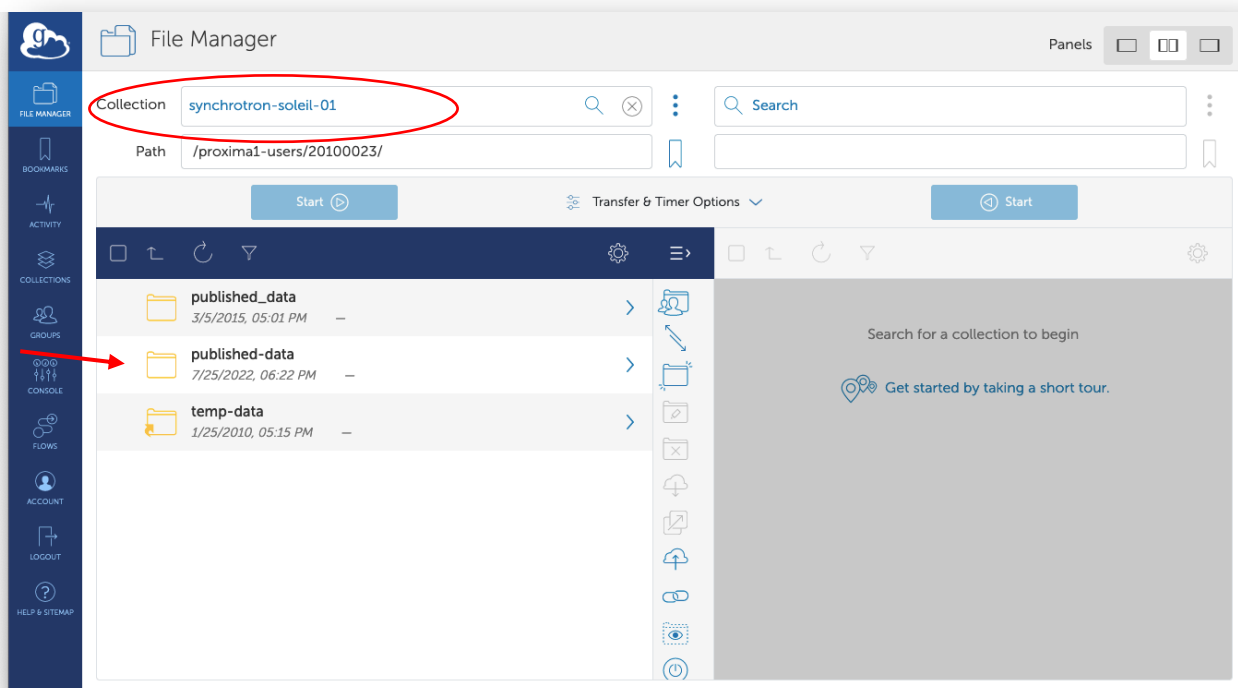 g
File Manager
Panels
FILE MANAGER
BOOKMARKS
ACTIVITY
COLLECTIONS
GROUPS
CONSOLE
FLOWS
ACCOUNT
LOGOUT
HELP & SITEMAP
Collection
synchrotron-soleil-01
Search
Path
/proxima1-users/20100023/
Start
Transfer & Timer Options
Start
published_data
3/5/2015, 05:01 PM —
published-data
7/25/2022, 06:22 PM —
temp-data
1/25/2010, 05:15 PM —
Search for a collection to begin
Get started by taking a short tour.